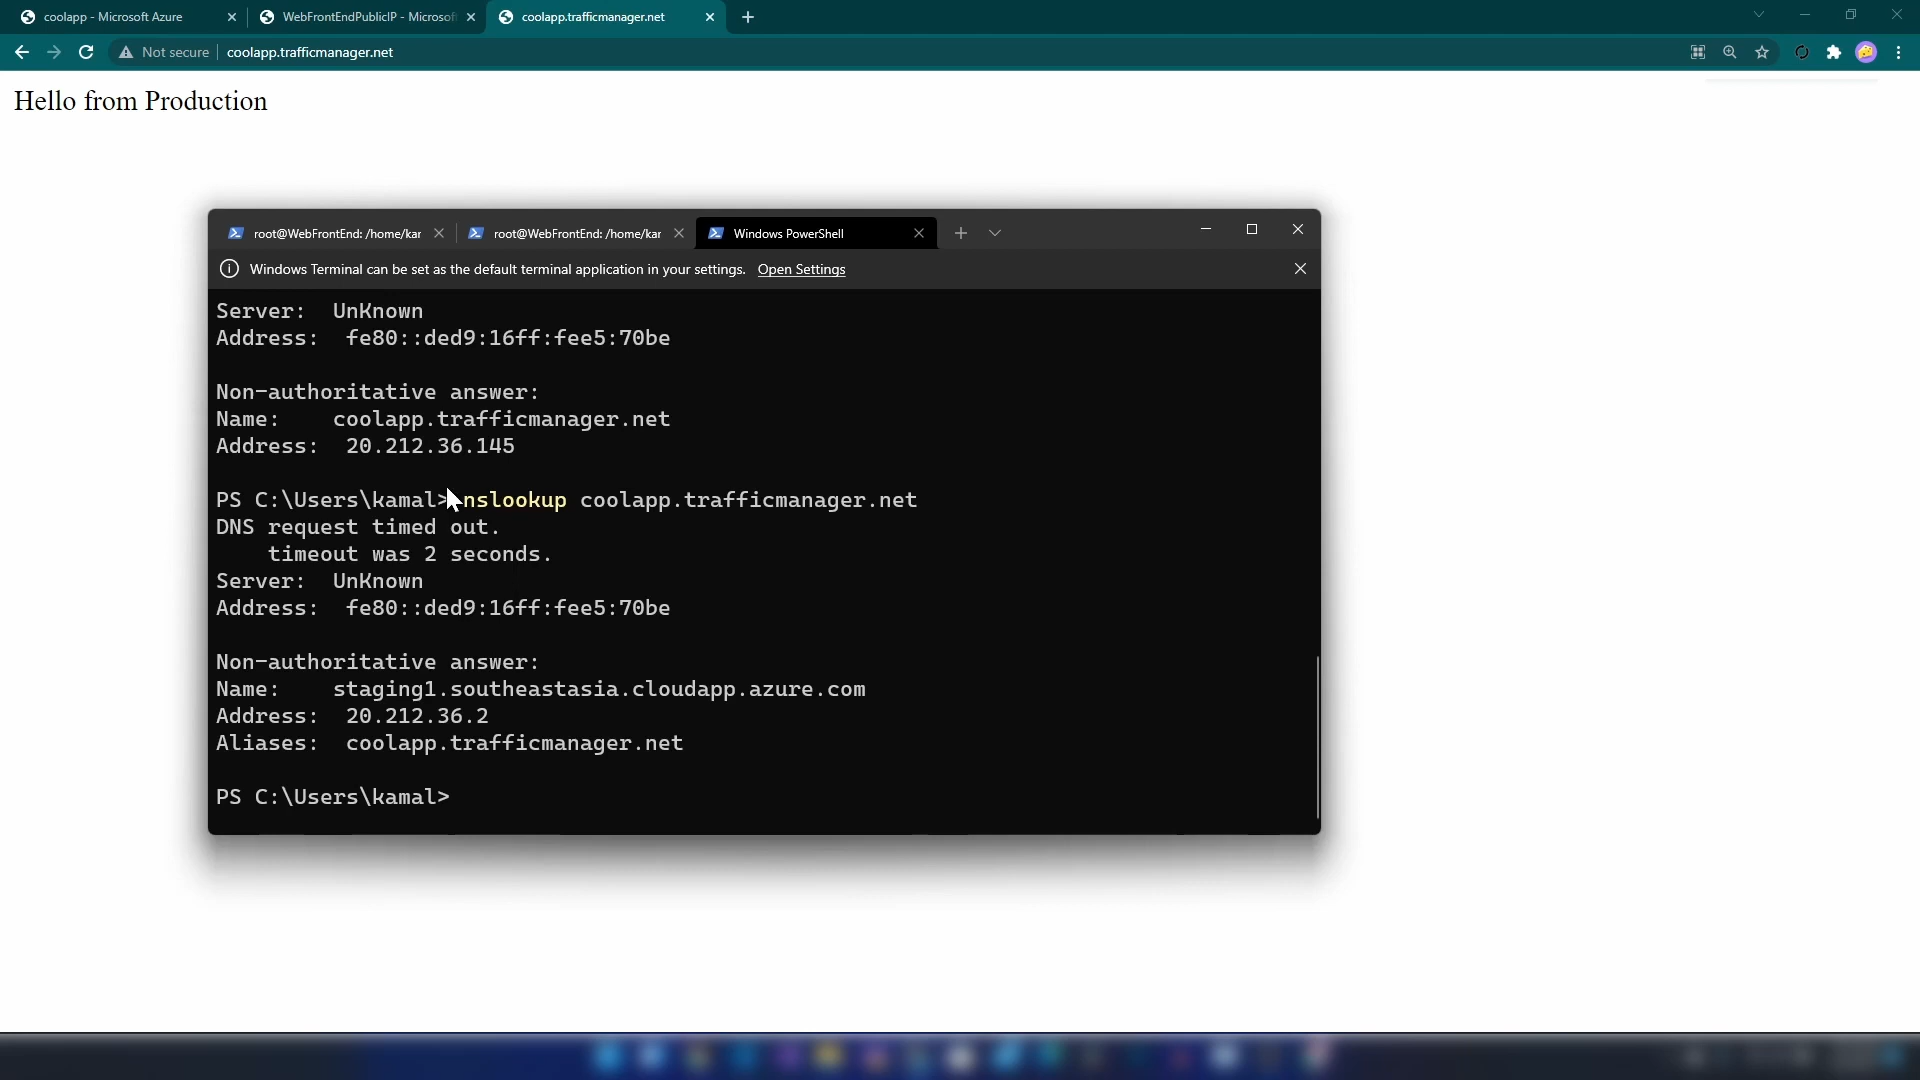 coolapp - Microsoft Azure
WebFrontEndPublicIP - Microsof
coolapp.trafficmanager.net
Not secure
coolapp.trafficmanager.net
Hello from Production
root@WebFrontEnd: /home/kar
root@WebFrontEnd: /home/kar
Windows PowerShell
Windows Terminal can be set as the default terminal application in your settings. Open Settings
Server:  UnKnown
Address:  fe80::ded9:16ff:fee5:70be
Non-authoritative answer:
Name:    coolapp.trafficmanager.net
Address:  20.212.36.145
PS C:\Users\kamal> nslookup coolapp.trafficmanager.net
DNS request timed out.
    timeout was 2 seconds.
Server:  UnKnown
Address:  fe80::ded9:16ff:fee5:70be
Non-authoritative answer:
Name:    staging1.southeastasia.cloudapp.azure.com
Address:  20.212.36.2
Aliases:  coolapp.trafficmanager.net
PS C:\Users\kamal>